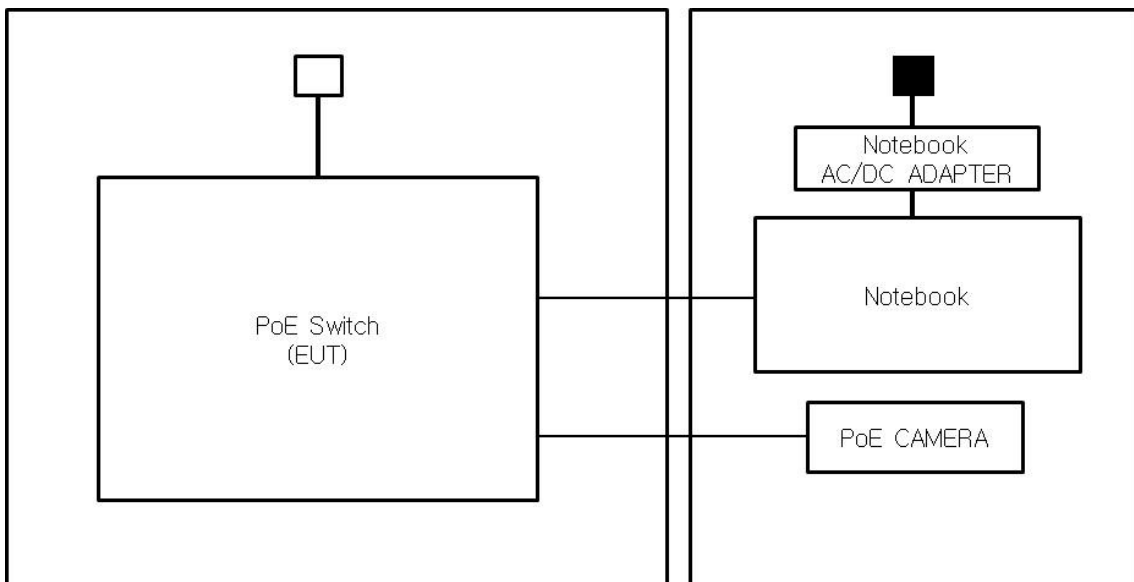 Notebook
AC/DC ADAPTER
Notebook
PoE Switch
(EUT)
PoE CAMERA